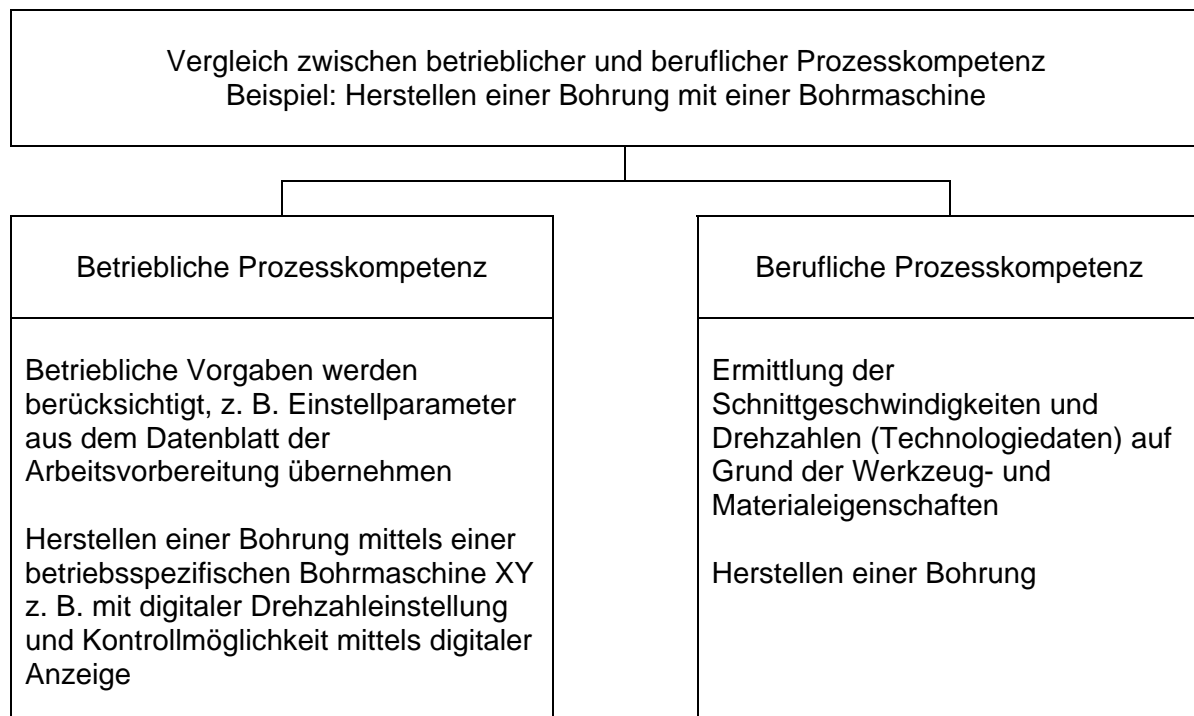 Vergleich zwischen betrieblicher und beruflicher Prozesskompetenz
Beispiel: Herstellen einer Bohrung mit einer Bohrmaschine
Betriebliche Prozesskompetenz
Betriebliche Vorgaben werden
berücksichtigt, z. B. Einstellparameter
aus dem Datenblatt der
Arbeitsvorbereitung übernehmen
Herstellen einer Bohrung mittels einer
betriebsspezifischen Bohrmaschine XY
z. B. mit digitaler Drehzahleinstellung
und Kontrollmöglichkeit mittels digitaler
Anzeige
Berufliche Prozesskompetenz
Ermittlung der
Schnittgeschwindigkeiten und
Drehzahlen (Technologiedaten) auf
Grund der Werkzeug- und
Materialeigenschaften
Herstellen einer Bohrung